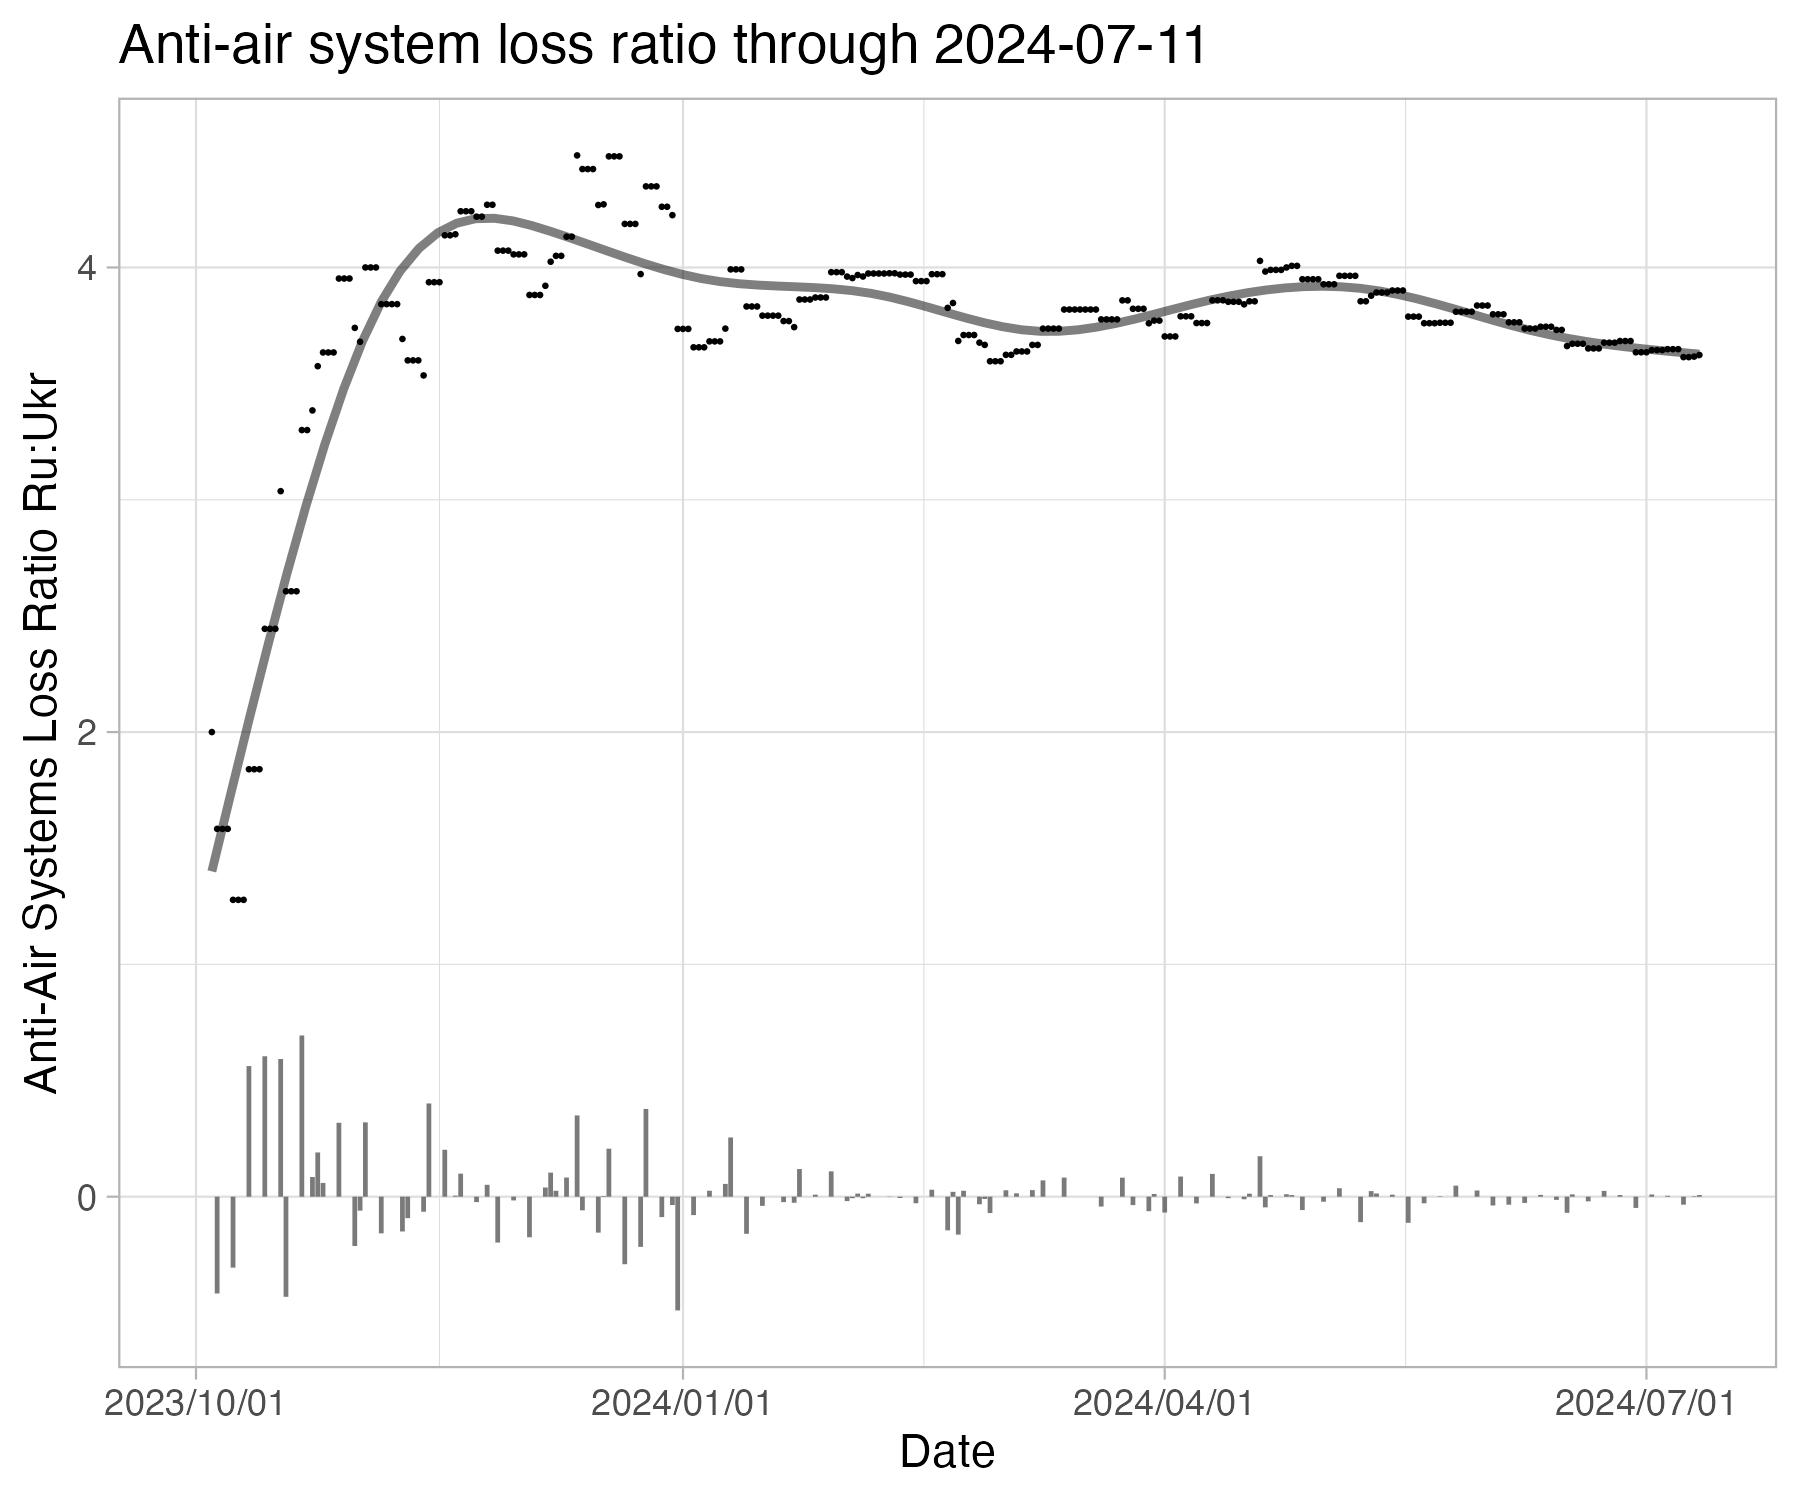 Anti-air system loss ratio through 2024-07-11
Anti-Air Systems Loss Ratio Ru:Ukr
4
2
0
2023/10/01
2024/01/01
2024/04/01
2024/07/01
Date